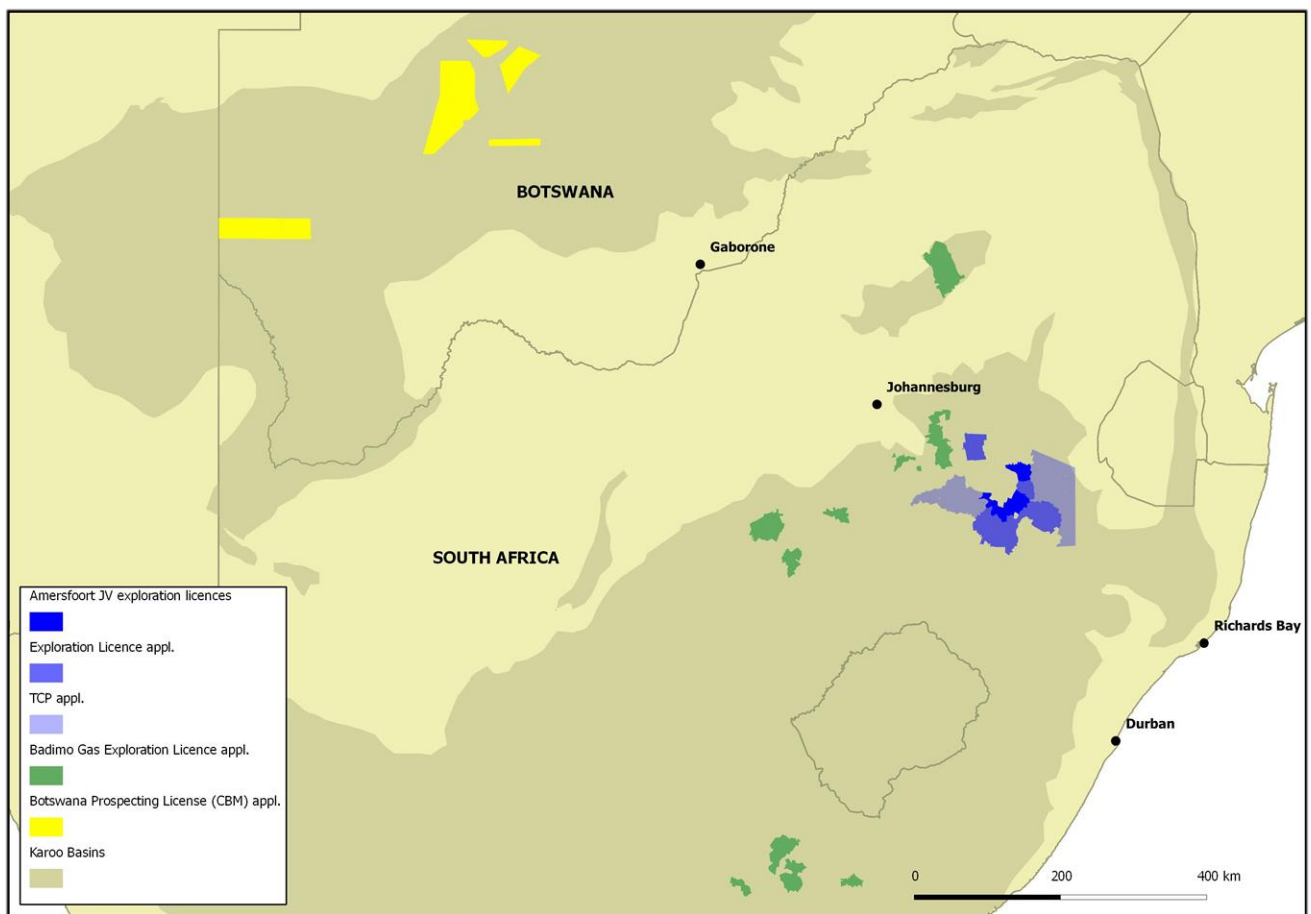 BOTSWANA
Gaborone
Johannesburg
SOUTH AFRICA
Amersfoort JV exploration licences
Exploration Licence appl.
TCP appl.
Badimo Gas Exploration Licence appl.
Botswana Prospecting License (CBM) appl.
Karoo Basins
Richards Bay
Durban
0 200 400 km